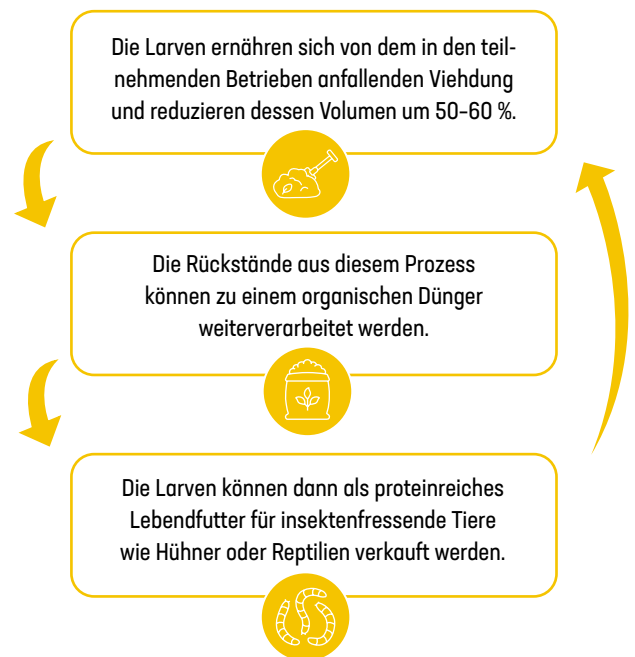 Die Larven ernähren sich von dem in den teil-
nehmenden Betrieben anfallenden Viehdung
und reduzieren dessen Volumen um 50–60 %.
Die Rückstände aus diesem Prozess
können zu einem organischen Dünger
weiterverarbeitet werden.
Die Larven können dann als proteinreiches
Lebendfutter für insektenfressende Tiere
wie Hühner oder Reptilien verkauft werden.